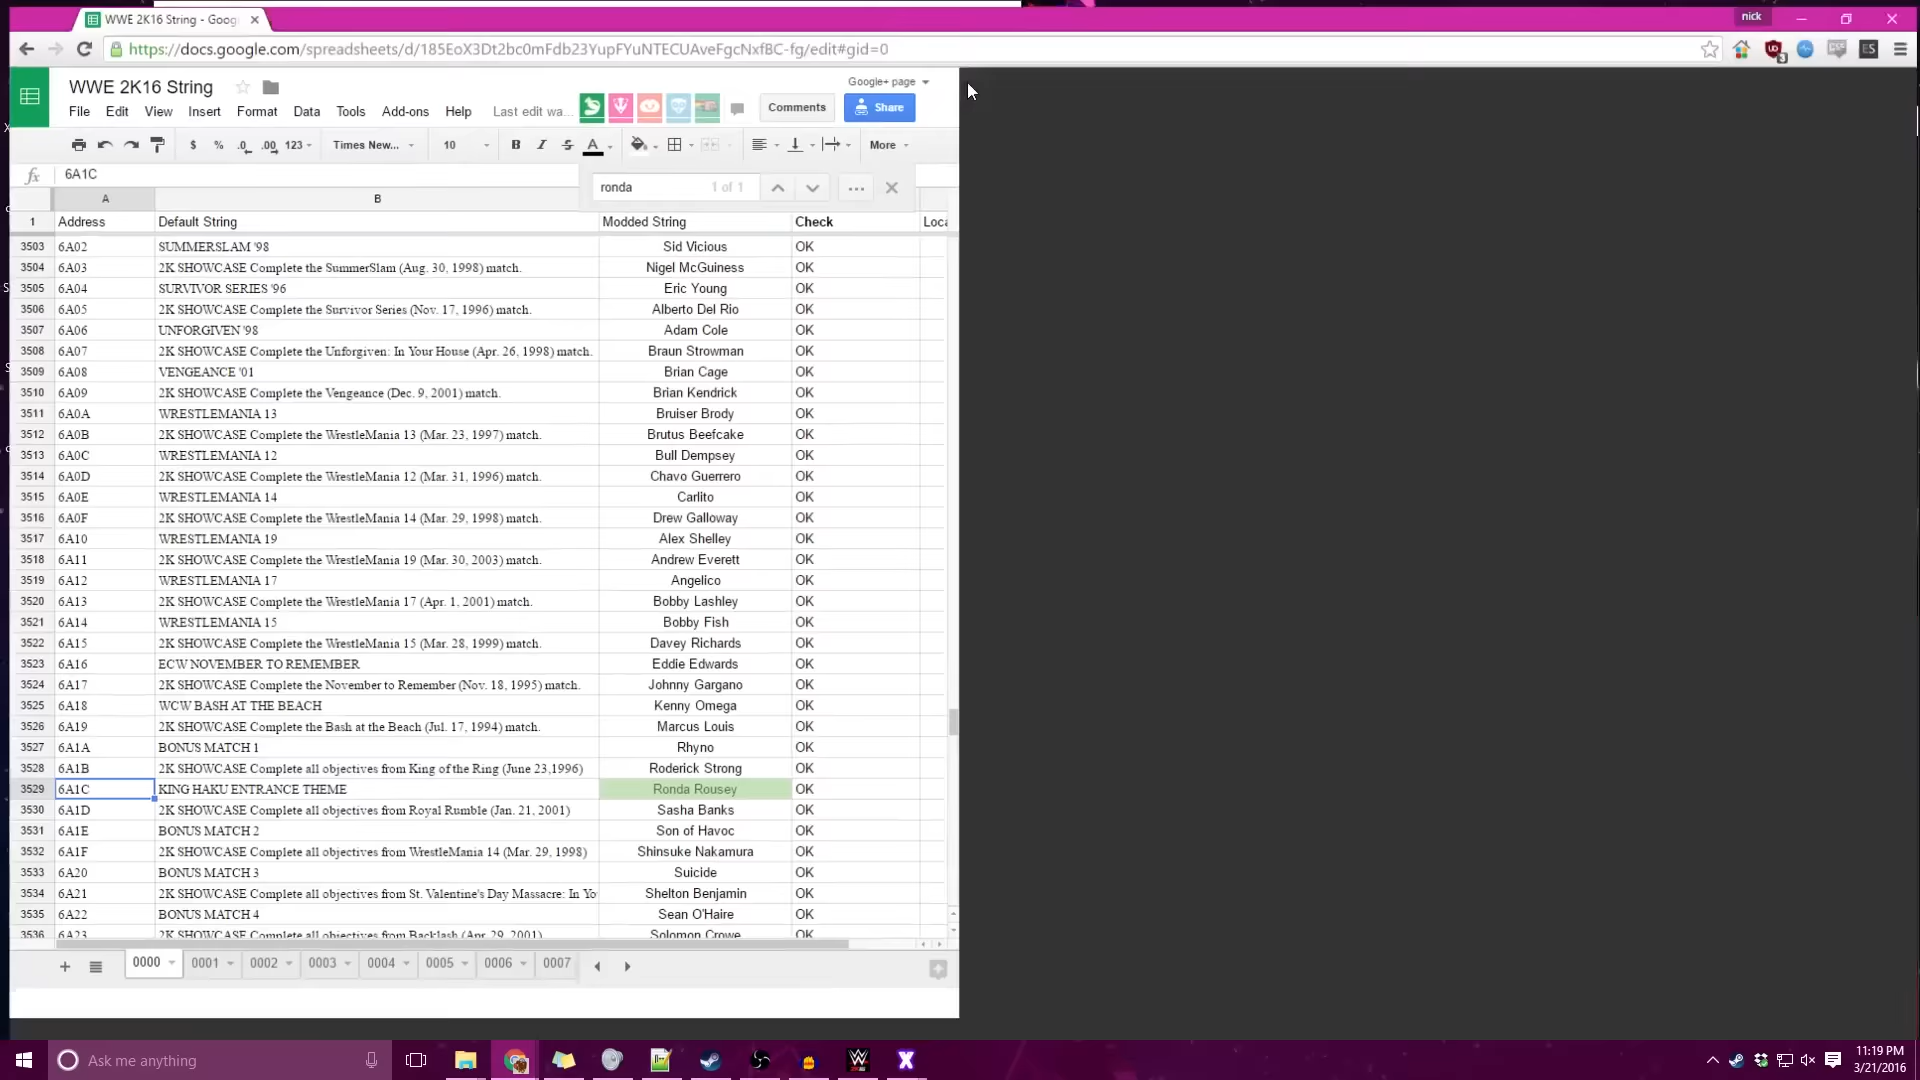 nick
WWE 2K16 String - Goog
https://docs.google.com/spreadsheets/d/185EoX3Dt2bc0mFdb23YupFYuNTECUAveFgcNxfBC-fg/edit#gid=0
WWE 2K16 String
Google+ page
File Edit View Insert Format Data Tools Add-ons Help Last edit wa... Comments Share
$ % .0 .00 123 Times New... 10 B I S A More
fx 6A1C
ronda 1 of 1
A B
1 Address Default String Modded String Check Loca
3503 6A02 SUMMERSLAM '98 Sid Vicious OK
3504 6A03 2K SHOWCASE Complete the SummerSlam (Aug. 30, 1998) match. Nigel McGuiness OK
3505 6A04 SURVIVOR SERIES '96 Eric Young OK
3506 6A05 2K SHOWCASE Complete the Survivor Series (Nov. 17, 1996) match. Alberto Del Rio OK
3507 6A06 UNFORGIVEN '98 Adam Cole OK
3508 6A07 2K SHOWCASE Complete the Unforgiven: In Your House (Apr. 26, 1998) match. Braun Strowman OK
3509 6A08 VENGEANCE '01 Brian Cage OK
3510 6A09 2K SHOWCASE Complete the Vengeance (Dec. 9, 2001) match. Brian Kendrick OK
3511 6A0A WRESTLEMANIA 13 Bruiser Brody OK
3512 6A0B 2K SHOWCASE Complete the WrestleMania 13 (Mar. 23, 1997) match. Brutus Beefcake OK
3513 6A0C WRESTLEMANIA 12 Bull Dempsey OK
3514 6A0D 2K SHOWCASE Complete the WrestleMania 12 (Mar. 31, 1996) match. Chavo Guerrero OK
3515 6A0E WRESTLEMANIA 14 Carlito OK
3516 6A0F 2K SHOWCASE Complete the WrestleMania 14 (Mar. 29, 1998) match. Drew Galloway OK
3517 6A10 WRESTLEMANIA 19 Alex Shelley OK
3518 6A11 2K SHOWCASE Complete the WrestleMania 19 (Mar. 30, 2003) match. Andrew Everett OK
3519 6A12 WRESTLEMANIA 17 Angelico OK
3520 6A13 2K SHOWCASE Complete the WrestleMania 17 (Apr. 1, 2001) match. Bobby Lashley OK
3521 6A14 WRESTLEMANIA 15 Bobby Fish OK
3522 6A15 2K SHOWCASE Complete the WrestleMania 15 (Mar. 28, 1999) match. Davey Richards OK
3523 6A16 ECW NOVEMBER TO REMEMBER Eddie Edwards OK
3524 6A17 2K SHOWCASE Complete the November to Remember (Nov. 18, 1995) match. Johnny Gargano OK
3525 6A18 WCW BASH AT THE BEACH Kenny Omega OK
3526 6A19 2K SHOWCASE Complete the Bash at the Beach (Jul. 17, 1994) match. Marcus Louis OK
3527 6A1A BONUS MATCH 1 Rhyno OK
3528 6A1B 2K SHOWCASE Complete all objectives from King of the Ring (June 23,1996) Roderick Strong OK
3529 6A1C KING HAKU ENTRANCE THEME Ronda Rousey OK
3530 6A1D 2K SHOWCASE Complete all objectives from Royal Rumble (Jan. 21, 2001) Sasha Banks OK
3531 6A1E BONUS MATCH 2 Son of Havoc OK
3532 6A1F 2K SHOWCASE Complete all objectives from WrestleMania 14 (Mar. 29, 1998) Shinsuke Nakamura OK
3533 6A20 BONUS MATCH 3 Suicide OK
3534 6A21 2K SHOWCASE Complete all objectives from St. Valentine's Day Massacre: In Yo Shelton Benjamin OK
3535 6A22 BONUS MATCH 4 Sean O'Haire OK
3536 6A23 2K SHOWCASE Complete all objectives from Backlash (Apr. 29, 2001) Solomon Crowe OK
0000 0001 0002 0003 0004 0005 0006 0007
Ask me anything
11:19 PM
3/21/2016